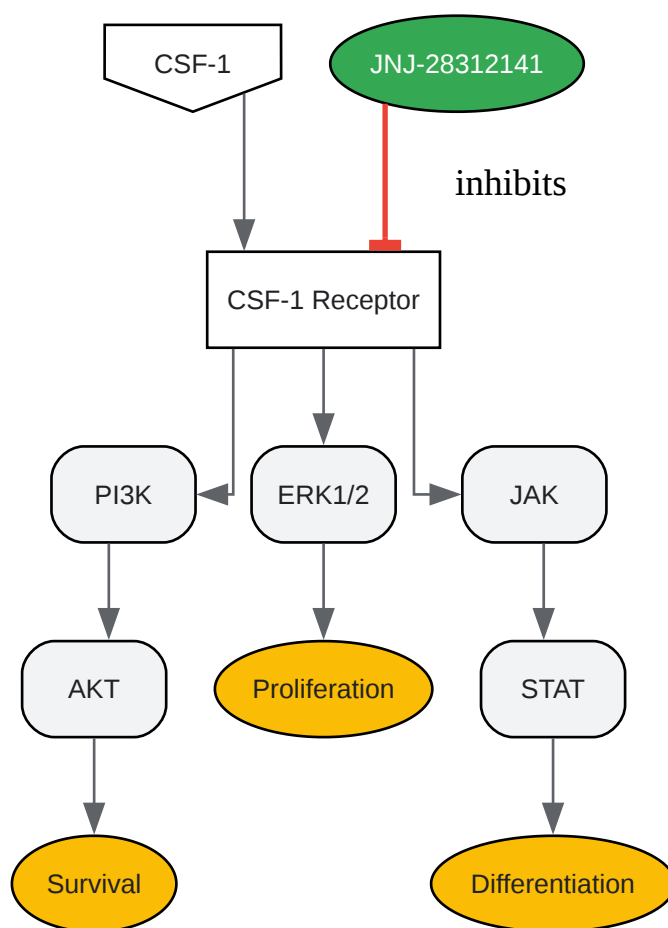 CSF-1
JNJ-28312141
inhibits
CSF-1 Receptor
PI3K
ERK1/2
JAK
AKT
Proliferation
STAT
Survival
Differentiation